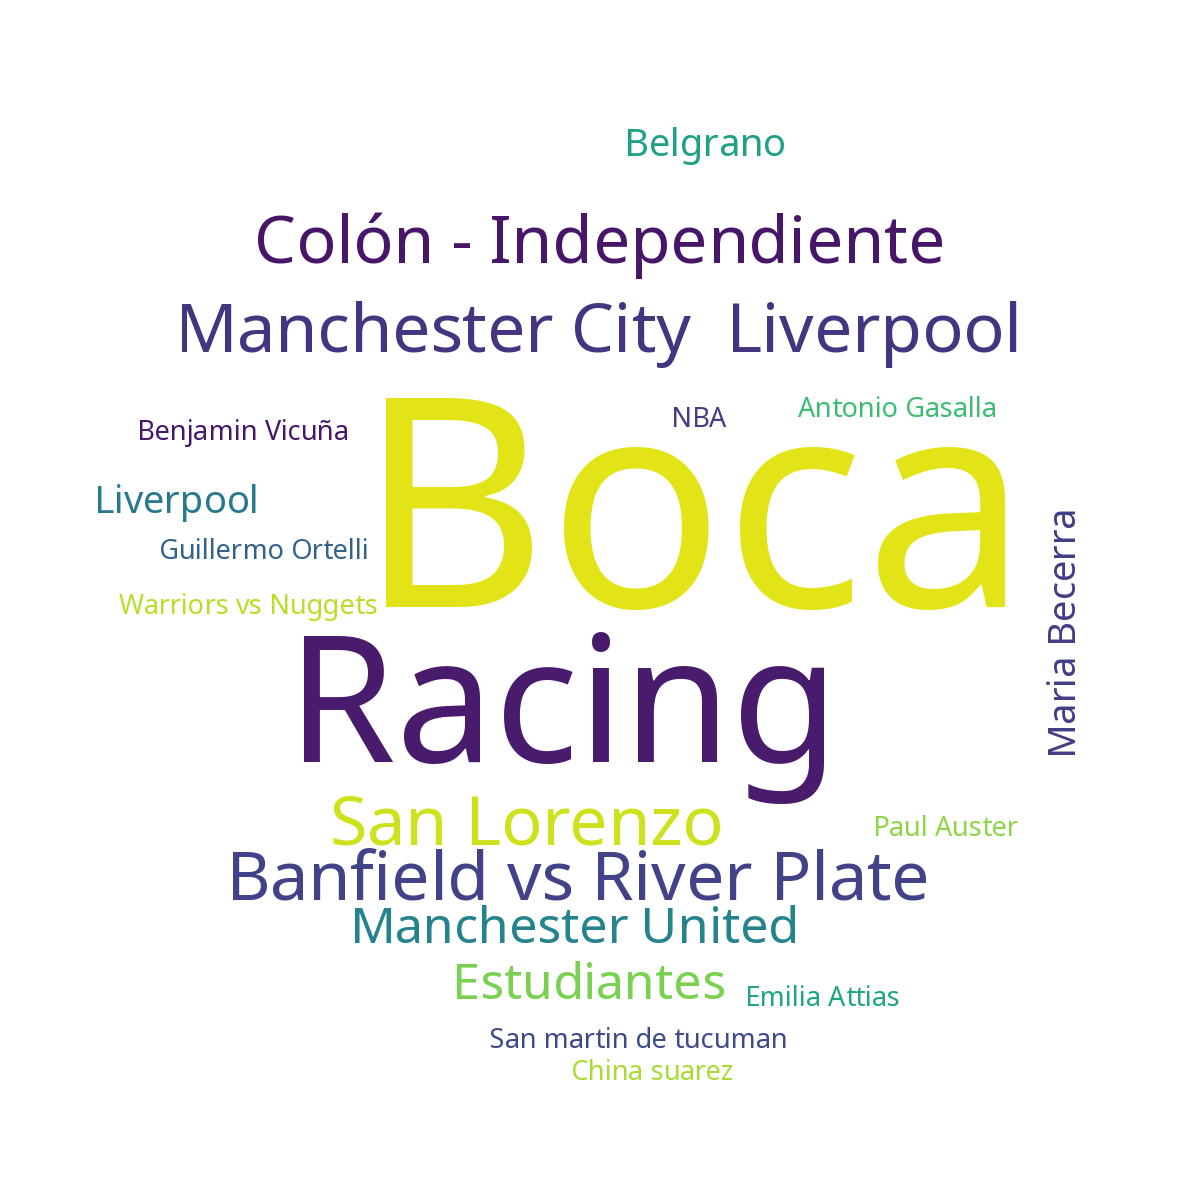 Belgrano
Colón - Independiente
Manchester City  Liverpool
Benjamin Vicuña
Boca
NBA
Antonio Gasalla
Liverpool
Guillermo Ortelli
Warriors vs Nuggets
Maria Becerra
Racing
San Lorenzo
Paul Auster
Banfield vs River Plate
Manchester United
Estudiantes
Emilia Attias
San martin de tucuman
China suarez